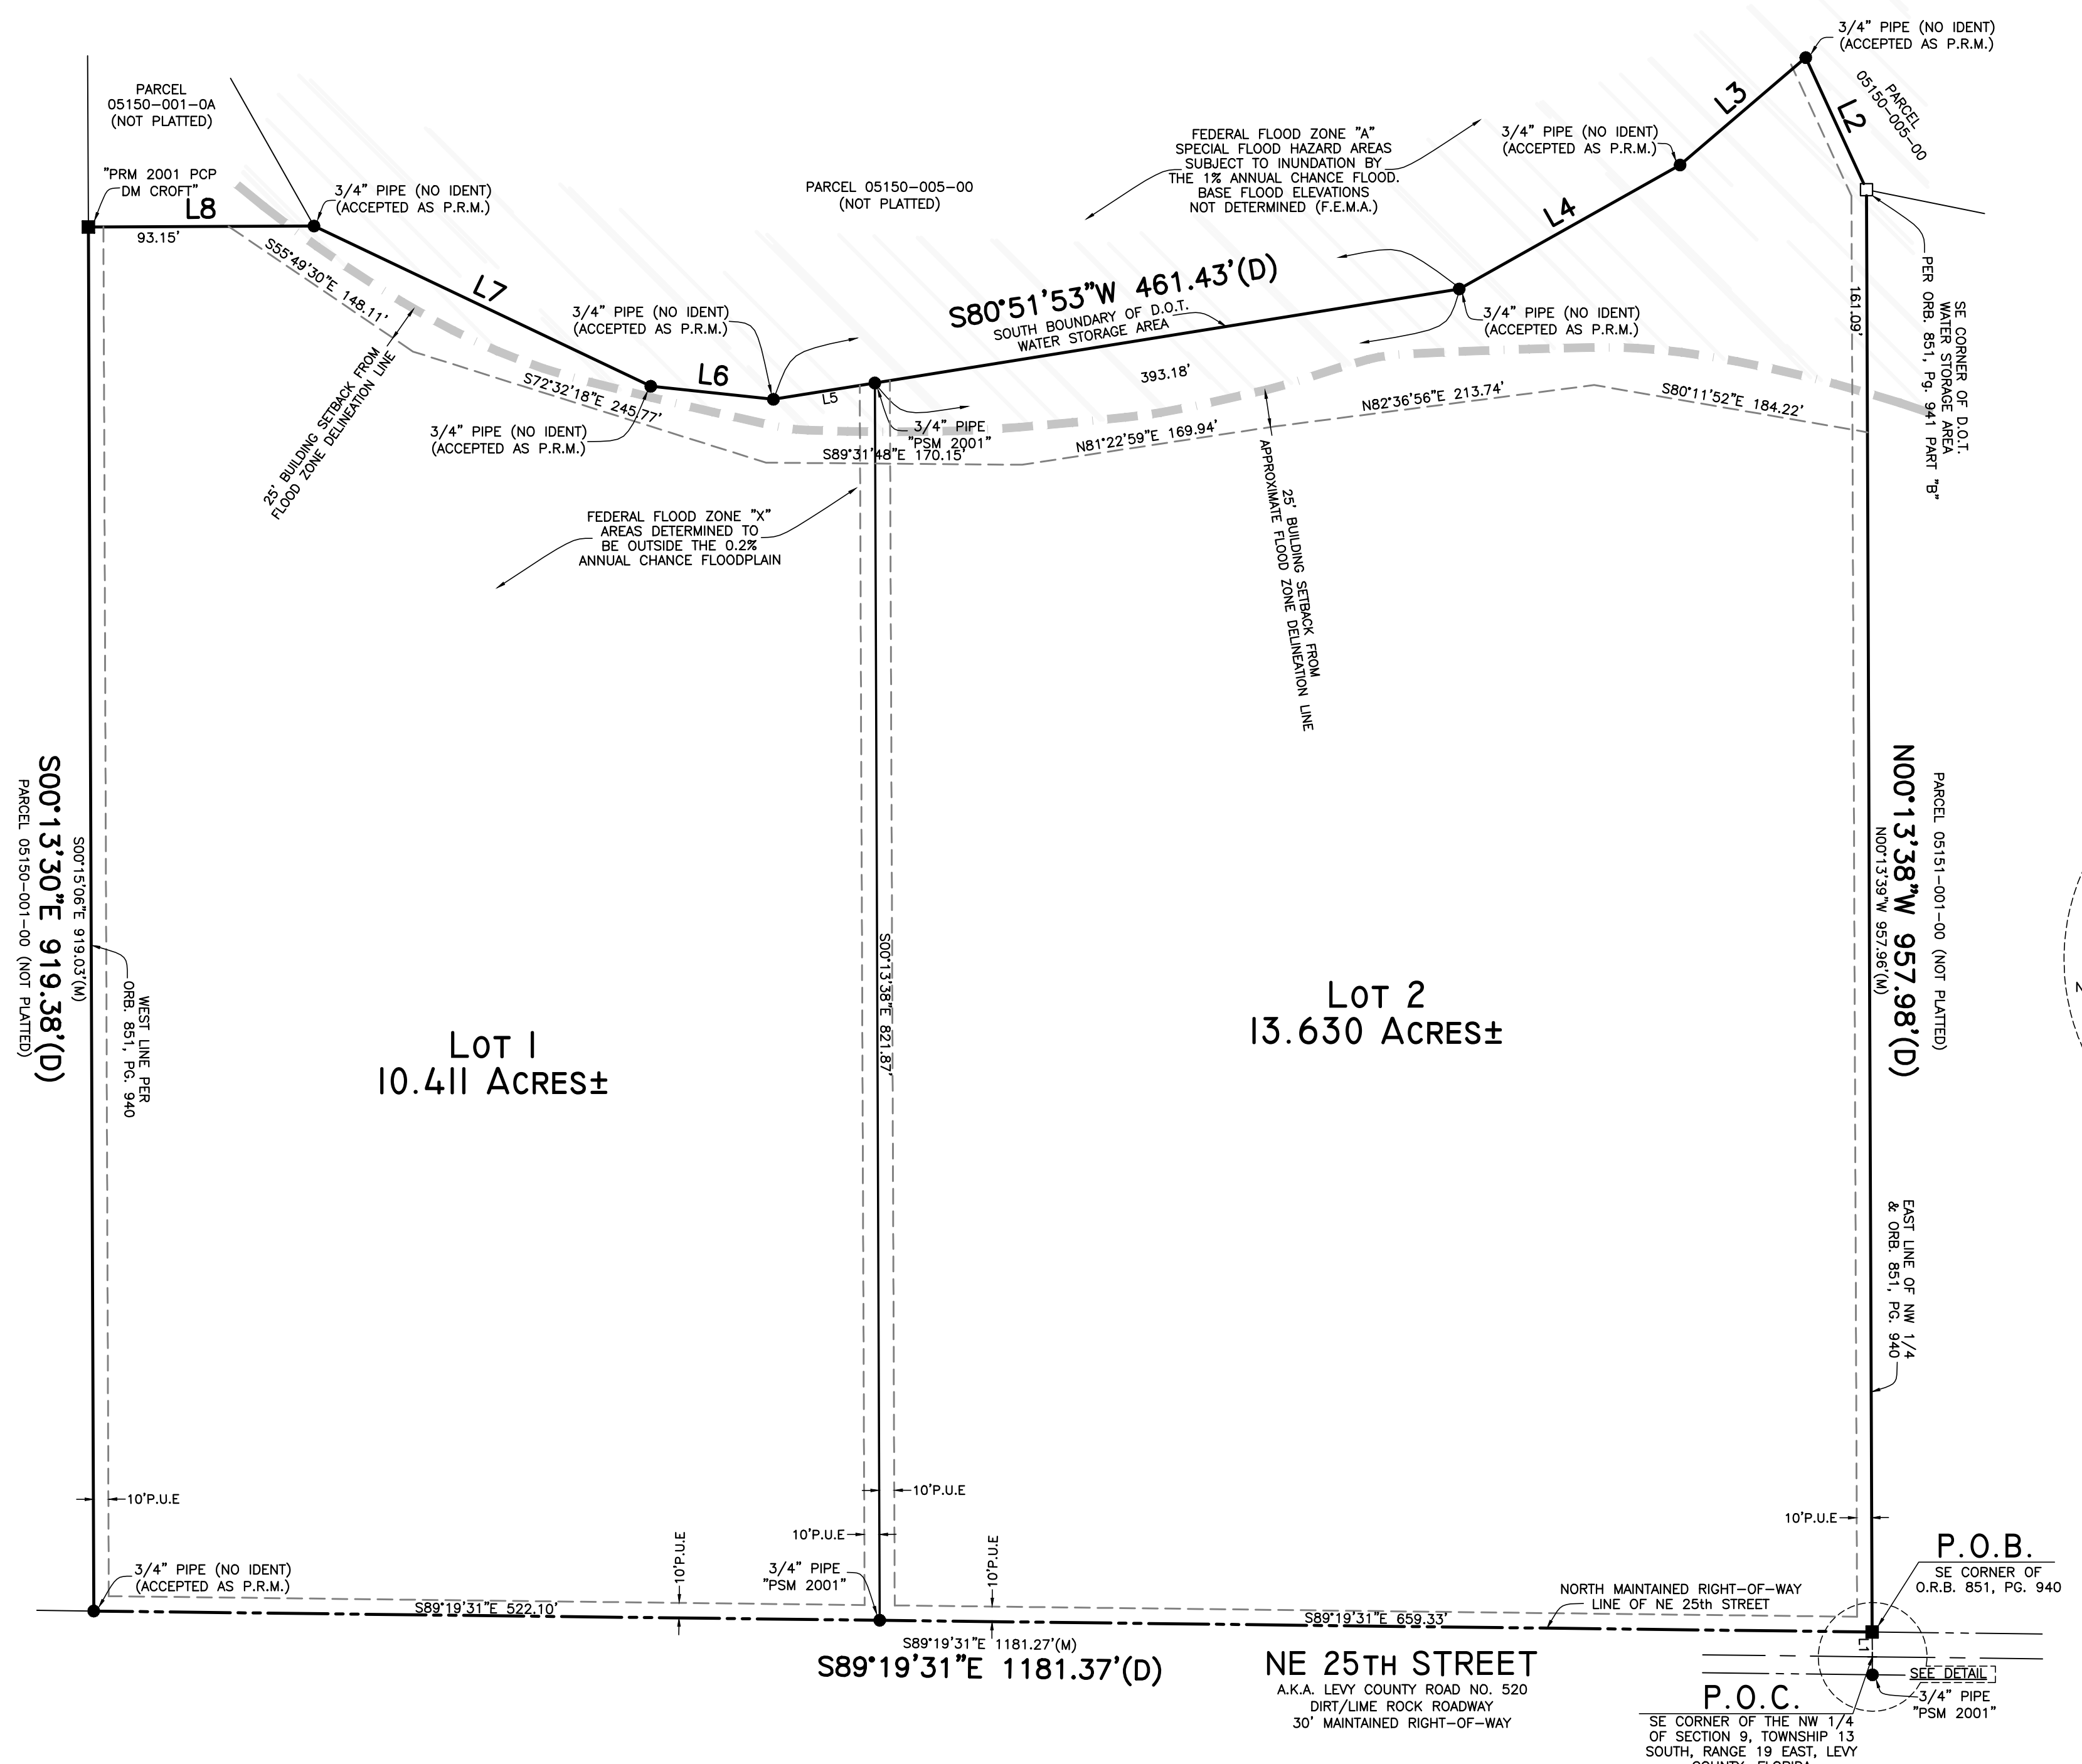 3/4" PIPE (NO IDENT)
(ACCEPTED AS P.R.M.)
PARCEL
05150-001-0A
(NOT PLATTED)
L3
L2
PARCEL
05150-005-00
"PRM 2001 PCP
DM CROFT"
L8
93.15'
3/4" PIPE (NO IDENT)
(ACCEPTED AS P.R.M.)
PARCEL 05150-005-00
(NOT PLATTED)
FEDERAL FLOOD ZONE "A"
SPECIAL FLOOD HAZARD AREAS
SUBJECT TO INUNDATION BY
THE 1% ANNUAL CHANCE FLOOD.
BASE FLOOD ELEVATIONS
NOT DETERMINED (F.E.M.A.)
3/4" PIPE (NO IDENT)
(ACCEPTED AS P.R.M.)
L4
S55°49'30"E 148.11'
L7
3/4" PIPE (NO IDENT)
(ACCEPTED AS P.R.M.)
S80°51'53"W 461.43'(D)
SOUTH BOUNDARY OF D.O.T.
WATER STORAGE AREA
3/4" PIPE (NO IDENT)
(ACCEPTED AS P.R.M.)
161.09'
SE CORNER OF D.O.T.
WATER STORAGE AREA
PER ORB. 851, Pg. 941 PART "B"
25' BUILDING SETBACK FROM
FLOOD ZONE DELINEATION LINE
S72°32'18"E 245.77'
L6
L5
393.18'
3/4" PIPE (NO IDENT)
(ACCEPTED AS P.R.M.)
3/4" PIPE
"PSM 2001"
S89°31'48"E 170.15'
N81°22'59"E 169.94'
N82°36'56"E 213.74'
S80°11'52"E 184.22'
25' BUILDING SETBACK FROM
APPROXIMATE FLOOD ZONE DELINEATION LINE
FEDERAL FLOOD ZONE "X"
AREAS DETERMINED TO
BE OUTSIDE THE 0.2%
ANNUAL CHANCE FLOODPLAIN
S00°13'30"E 919.38'(D)
S00°15'06"E 919.03'(M)
PARCEL 05150-001-00 (NOT PLATTED)
WEST LINE PER
ORB. 851, PG. 940
LOT 1
10.411 ACRES±
S00°13'38"E 821.87'
LOT 2
13.630 ACRES±
N00°13'38"W 957.98'(D)
N00°13'39"W 957.96'(M)
PARCEL 05151-001-00 (NOT PLATTED)
EAST LINE OF NW 1/4
& ORB. 851, PG. 940
10'P.U.E
10'P.U.E
10'P.U.E
10'P.U.E
10'P.U.E
10'P.U.E
3/4" PIPE (NO IDENT)
(ACCEPTED AS P.R.M.)
3/4" PIPE
"PSM 2001"
S89°19'31"E 522.10'
S89°19'31"E 659.33'
NORTH MAINTAINED RIGHT-OF-WAY
LINE OF NE 25th STREET
P.O.B.
SE CORNER OF
O.R.B. 851, PG. 940
S89°19'31"E 1181.27'(M)
S89°19'31"E 1181.37'(D)
NE 25TH STREET
A.K.A. LEVY COUNTY ROAD NO. 520
DIRT/LIME ROCK ROADWAY
30' MAINTAINED RIGHT-OF-WAY
L1
SEE DETAIL
3/4" PIPE
"PSM 2001"
P.O.C.
SE CORNER OF THE NW 1/4
OF SECTION 9, TOWNSHIP 13
SOUTH, RANGE 19 EAST, LEVY
COUNTY, FLORIDA